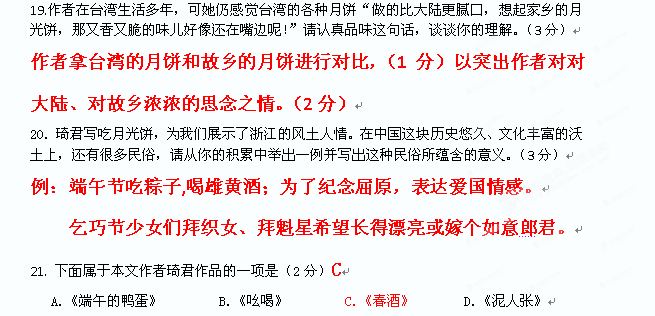 19.作者在台湾生活多年，可她仍感觉台湾的各种月饼“做的比大陆更腻口，想起家乡的月
光饼，那又香又脆的味儿好像还在嘴边呢!”请认真品味这句话，谈谈你的理解。（3 分）
作者拿台湾的月饼和故乡的月饼进行对比，（1 分）以突出作者对对
大陆、对故乡浓浓的思念之情。（2 分）
20. 琦君写吃月光饼，为我们展示了浙江的风土人情。在中国这块历史悠久、文化丰富的沃
土上，还有很多民俗，请从你的积累中举出一例并写出这种民俗所蕴含的意义。（3 分）
例：端午节吃粽子,喝雄黄酒；为了纪念屈原，表达爱国情感。
乞巧节少女们拜织女、拜魁星希望长得漂亮或嫁个如意郎君。
21. 下面属于本文作者琦君作品的一项是（2 分）C
A.《端午的鸭蛋》 B.《吆喝》 C.《春酒》 D.《泥人张》